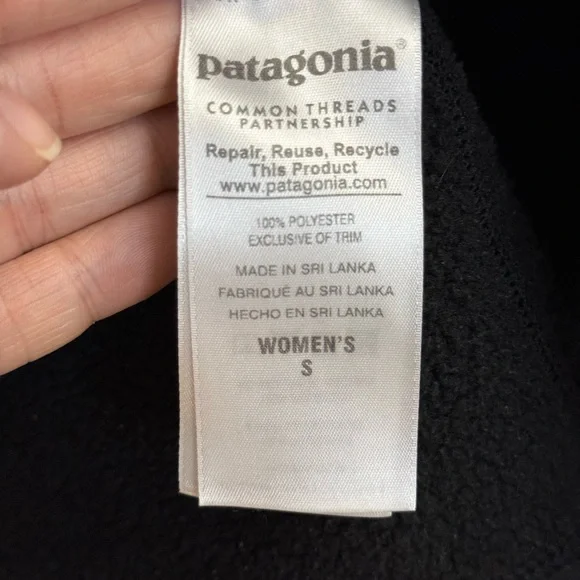 patagonia®
COMMON THREADS
PARTNERSHIP
Repair, Reuse, Recycle
This Product
www.patagonia.com
100% POLYESTER
EXCLUSIVE OF TRIM
MADE IN SRI LANKA
FABRIQUÉ AU SRI LANKA
HECHO EN SRI LANKA
WOMEN'S
S